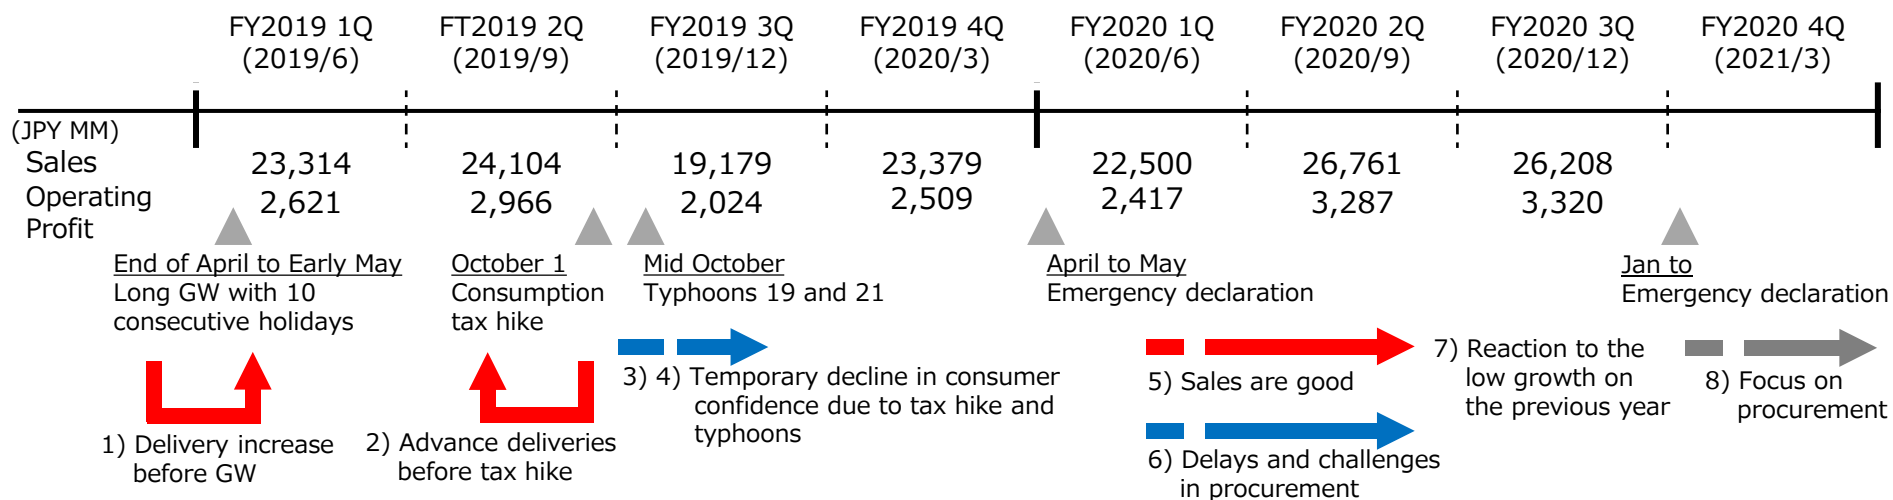 FY2019 1Q
(2019/6)
FT2019 2Q
(2019/9)
FY2019 3Q
(2019/12)
FY2019 4Q
(2020/3)
FY2020 1Q
(2020/6)
FY2020 2Q
(2020/9)
FY2020 3Q
(2020/12)
FY2020 4Q
(2021/3)
(JPY MM)
Sales 23,314 24,104 19,179 23,379 22,500 26,761 26,208
Operating
Profit
2,621 2,966 2,024 2,509 2,417 3,287 3,320
End of April to Early May
Long GW with 10
consecutive holidays
October 1
Consumption
tax hike
Mid October
Typhoons 19 and 21
April to May
Emergency declaration
Jan to
Emergency declaration
1) Delivery increase
before GW
2) Advance deliveries
before tax hike
3) 4) Temporary decline in consumer
confidence due to tax hike and
typhoons
5) Sales are good
6) Delays and challenges
in procurement
7) Reaction to the
low growth on
the previous year
8) Focus on
procurement